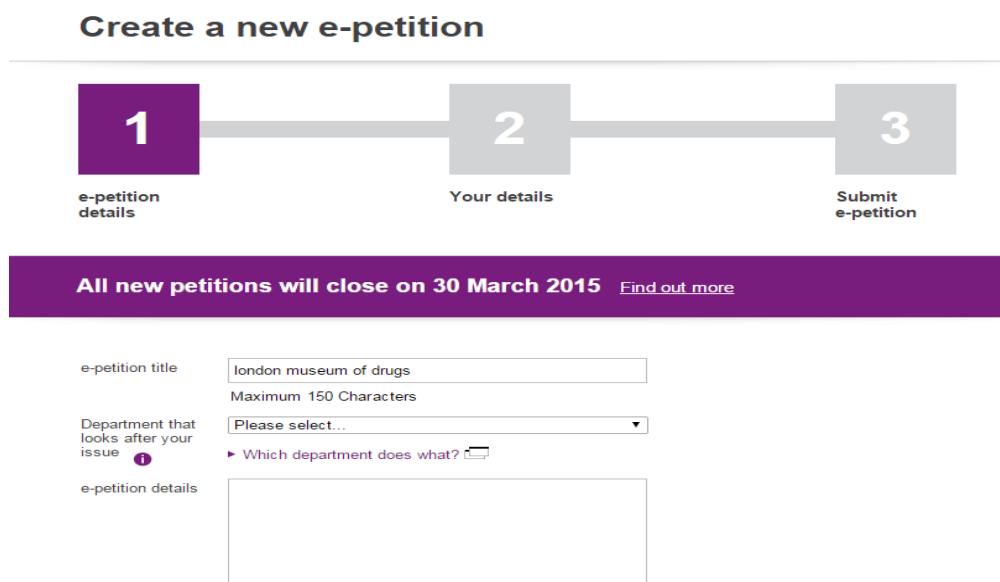 Create a new e-petition
1
2
3
e-petition
details
Your details
Submit
e-petition
All new petitions will close on 30 March 2015 Find out more
e-petition title
london museum of drugs
Maximum 150 Characters
Department that
looks after your
issue
i
Please select...
Which department does what?
e-petition details